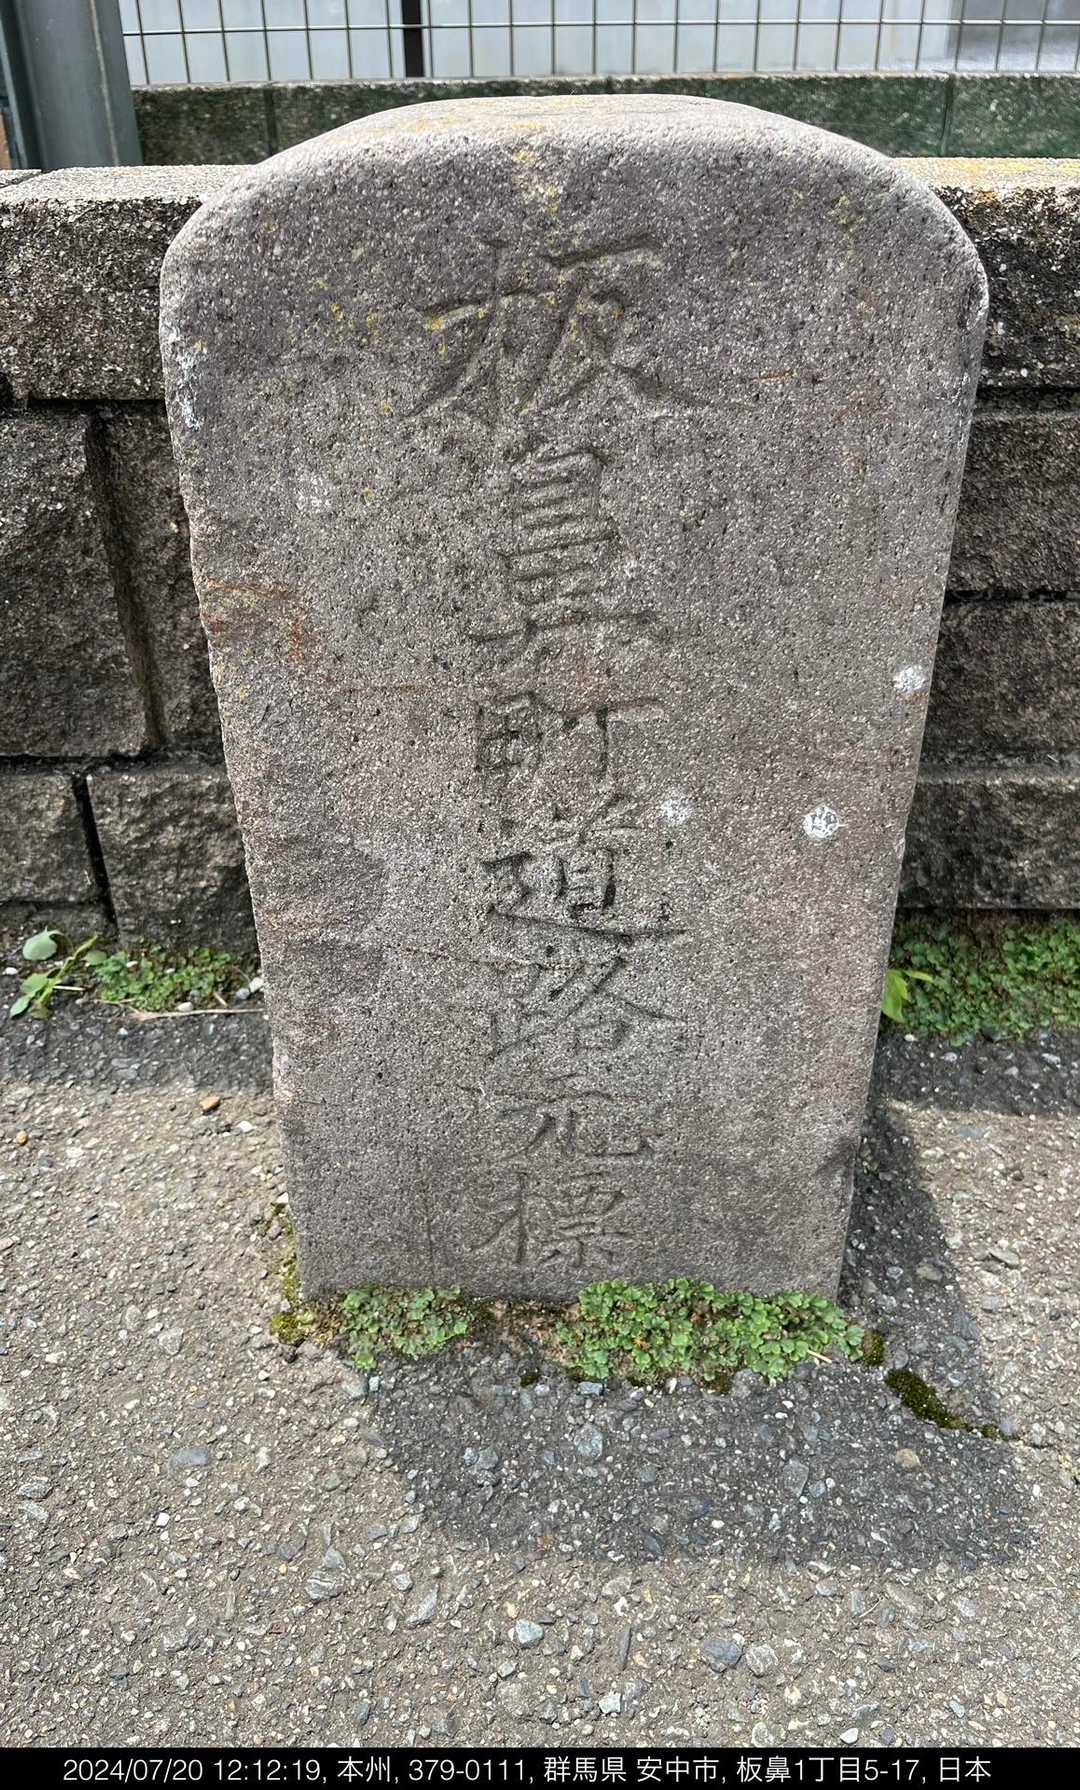 板鼻町道路元標
2024/07/20 12:12:19, 本州, 379-0111, 群馬県 安中市, 板鼻1丁目5-17, 日本